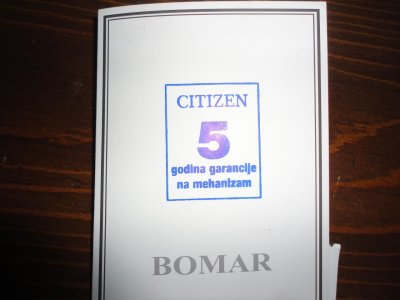 CITIZEN
5
godina garancije
na mehanizam
BOMAR